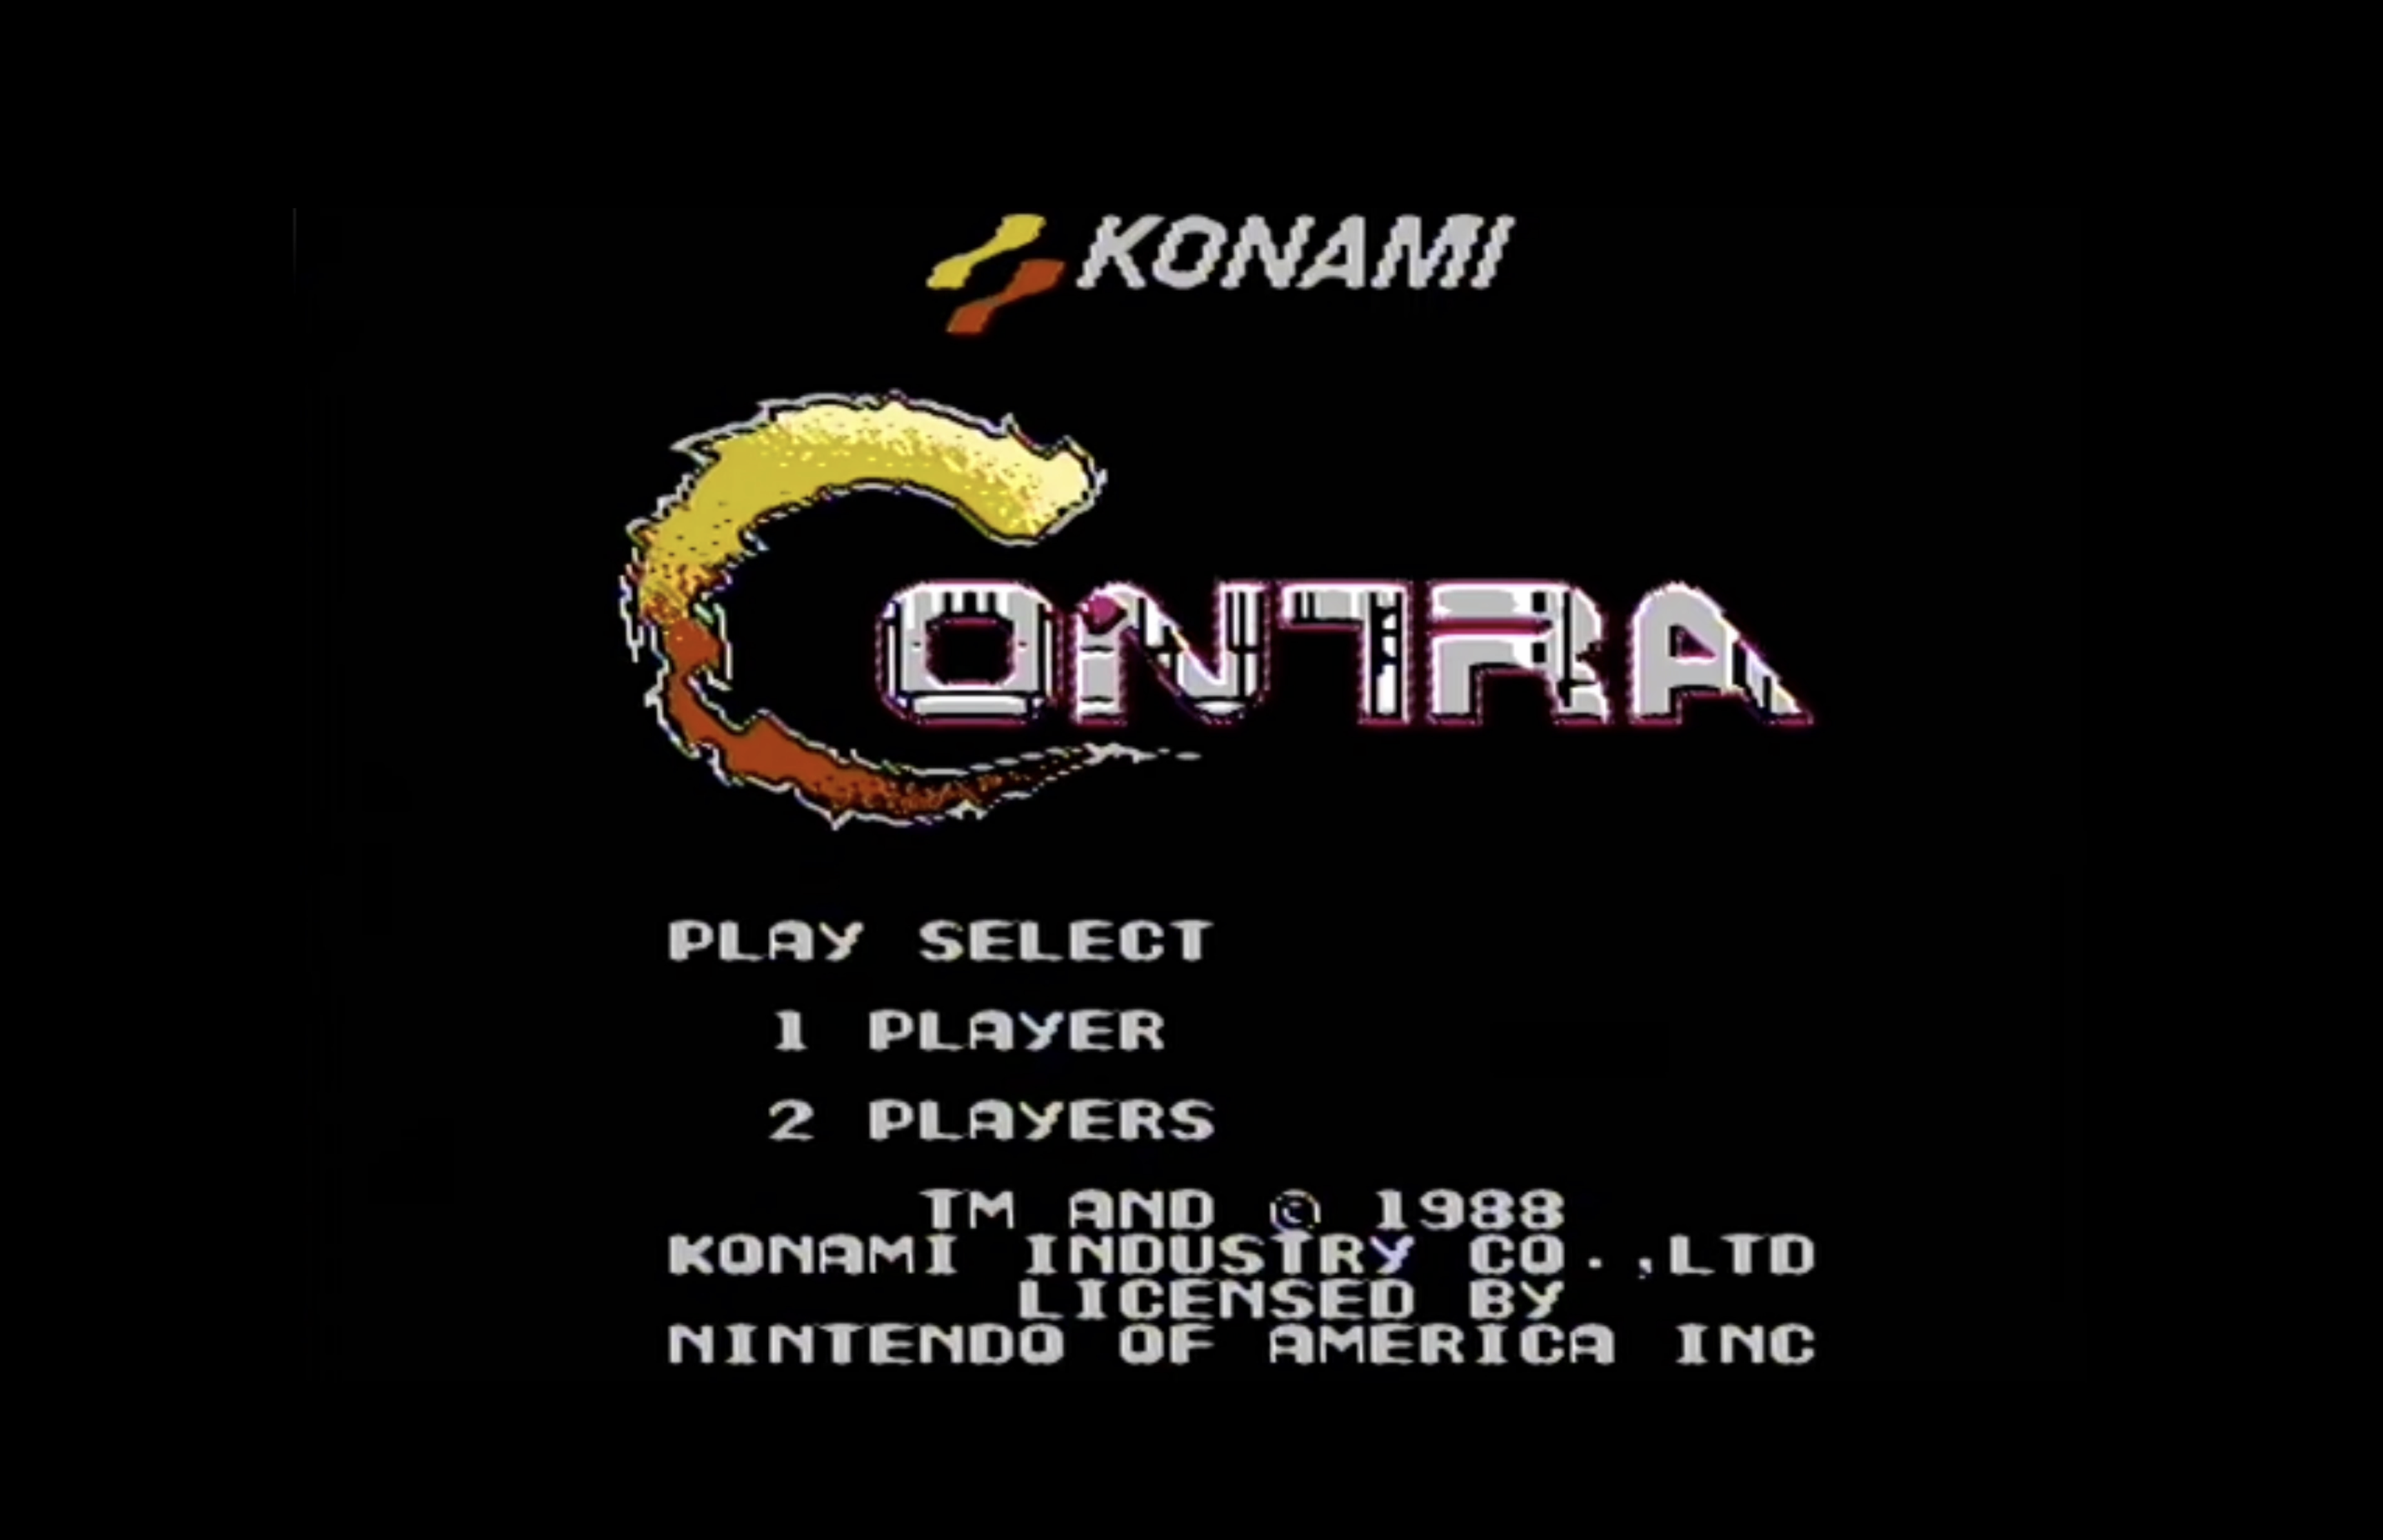 KONAMI
CONTRA
PLAY SELECT
1 PLAYER
2 PLAYERS
TM AND © 1988
KONAMI INDUSTRY CO.,LTD
LICENSED BY
NINTENDO OF AMERICA INC